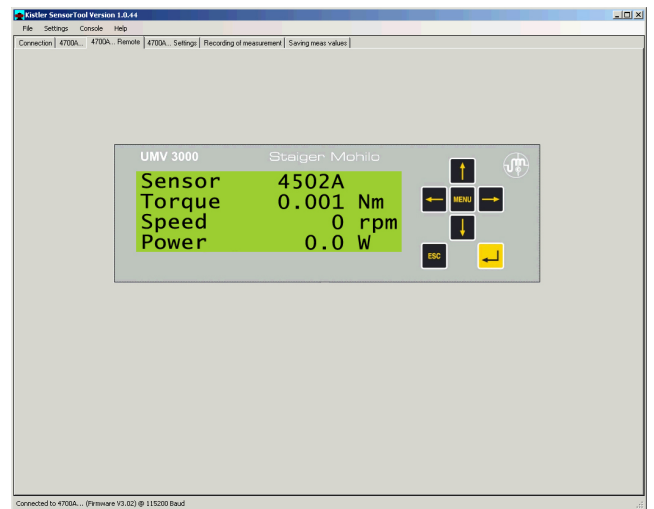 Kistler SensorTool Version 1.0.44
File Settings Console Help
Connection 4700A... 4700A... Remote 4700A... Settings Recording of measurement Saving meas values
UMV 3000 Staiger Mohilo
Sensor 4502A
Torque 0.001 Nm
Speed 0 rpm
Power 0.0 W
MENU
ESC
Connected to 4700A... (Firmware V3.02) @ 115200 Baud